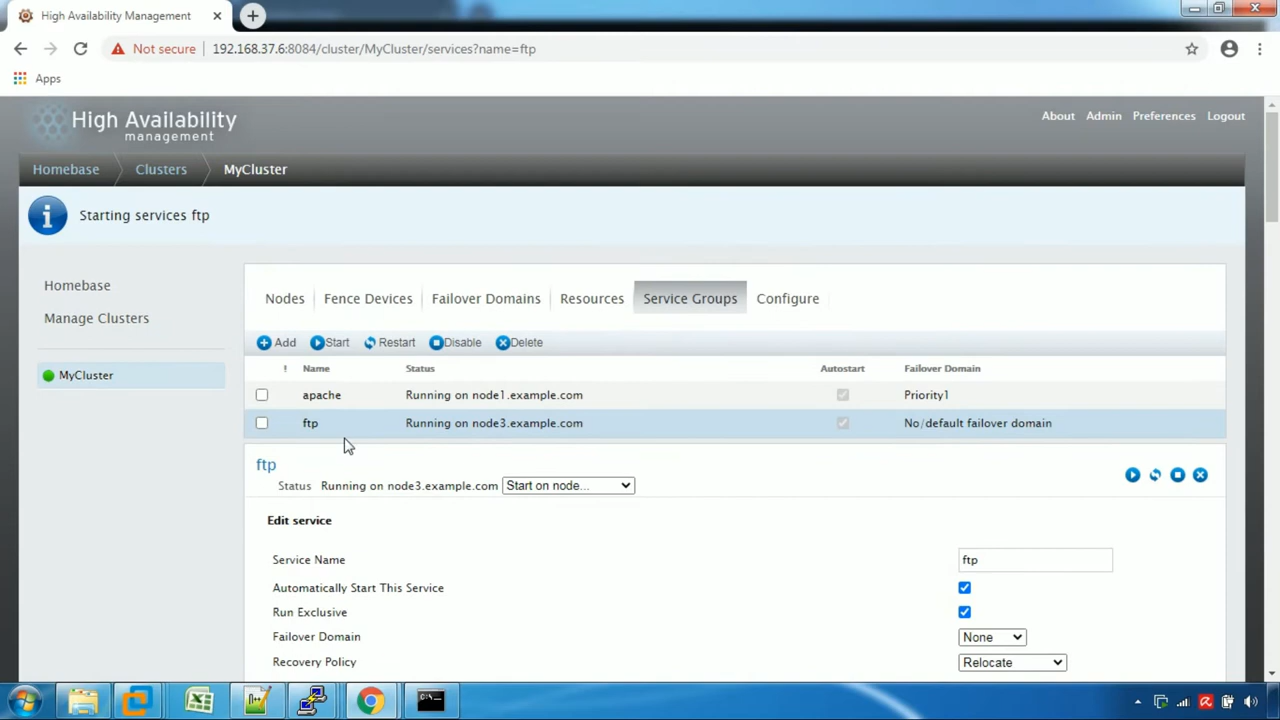 High Availability Management
Not secure
192.168.37.6:8084/cluster/MyCluster/services?name=ftp
Apps
High Availability
management
About Admin Preferences Logout
Homebase Clusters MyCluster
Starting services ftp
Homebase
Manage Clusters
MyCluster
Nodes Fence Devices Failover Domains Resources Service Groups Configure
Add Start Restart Disable Delete
! Name Status Autostart Failover Domain
apache Running on node1.example.com Priority1
ftp Running on node3.example.com No/default failover domain
ftp
Status Running on node3.example.com Start on node...
Edit service
Service Name ftp
Automatically Start This Service
Run Exclusive
Failover Domain None
Recovery Policy Relocate